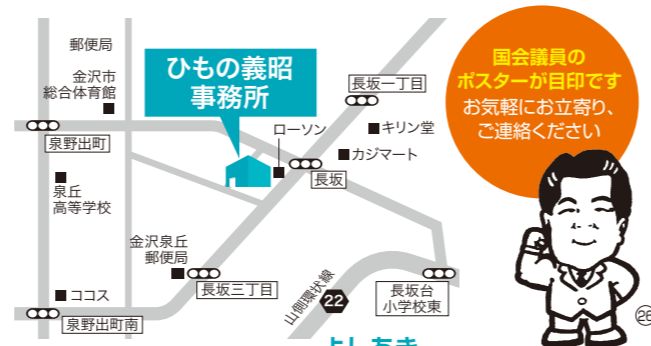 郵便局
金沢市
総合体育館
ひもの義昭
事務所
長坂一丁目
国会議員の
ポスターが目印です
お気軽にお立寄り、
ご連絡ください
泉野出町
ローソン
キリン堂
カジマート
長坂
泉丘
高等学校
金沢泉丘
郵便局
長坂三丁目
山側環状線
22
長坂台
小学校東
ココス
泉野出町南
よしあき
26